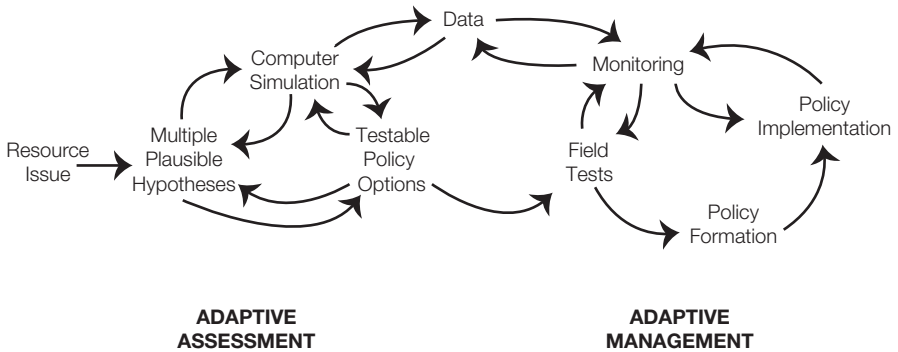 Data
Computer
Simulation
Monitoring
Policy
Implementation
Resource
Issue
Multiple
Plausible
Hypotheses
Testable
Policy
Options
Field
Tests
Policy
Formation
ADAPTIVE
ASSESSMENT
ADAPTIVE
MANAGEMENT